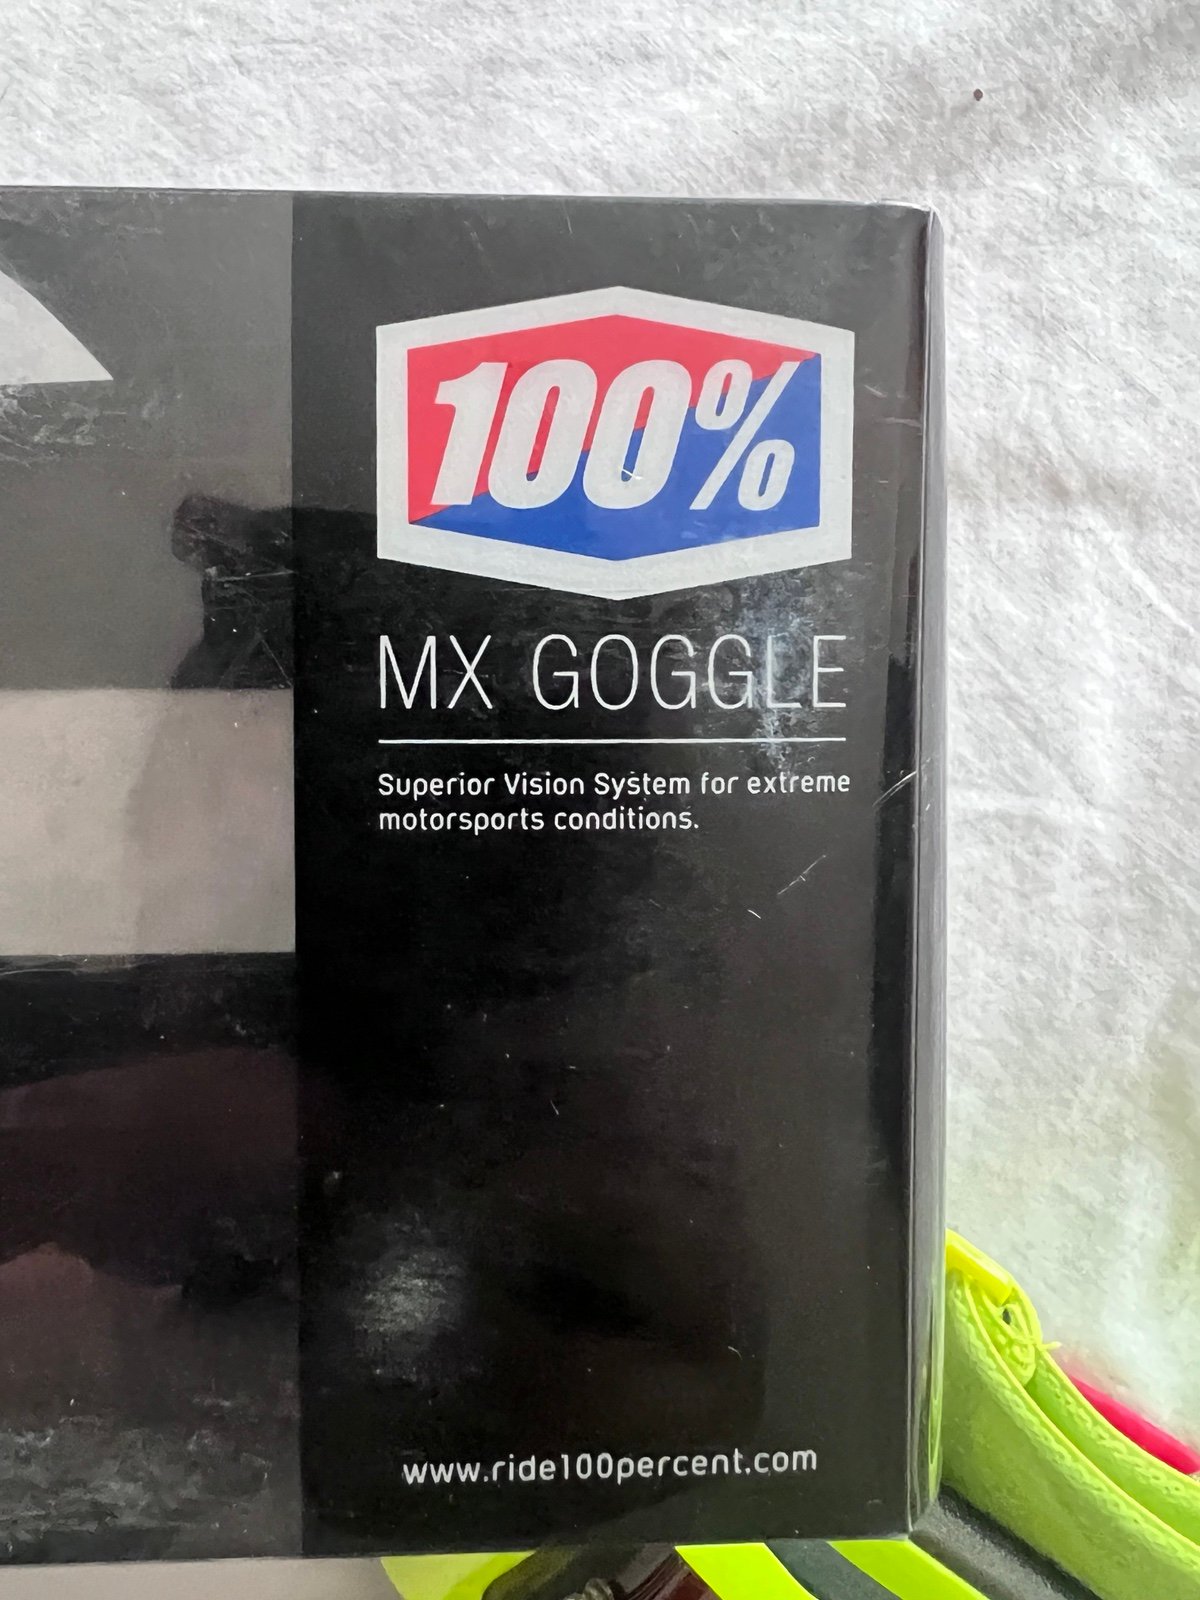 100%
MX GOGGLE
Superior Vision System for extreme
motorsports conditions.
www.ride100percent.com